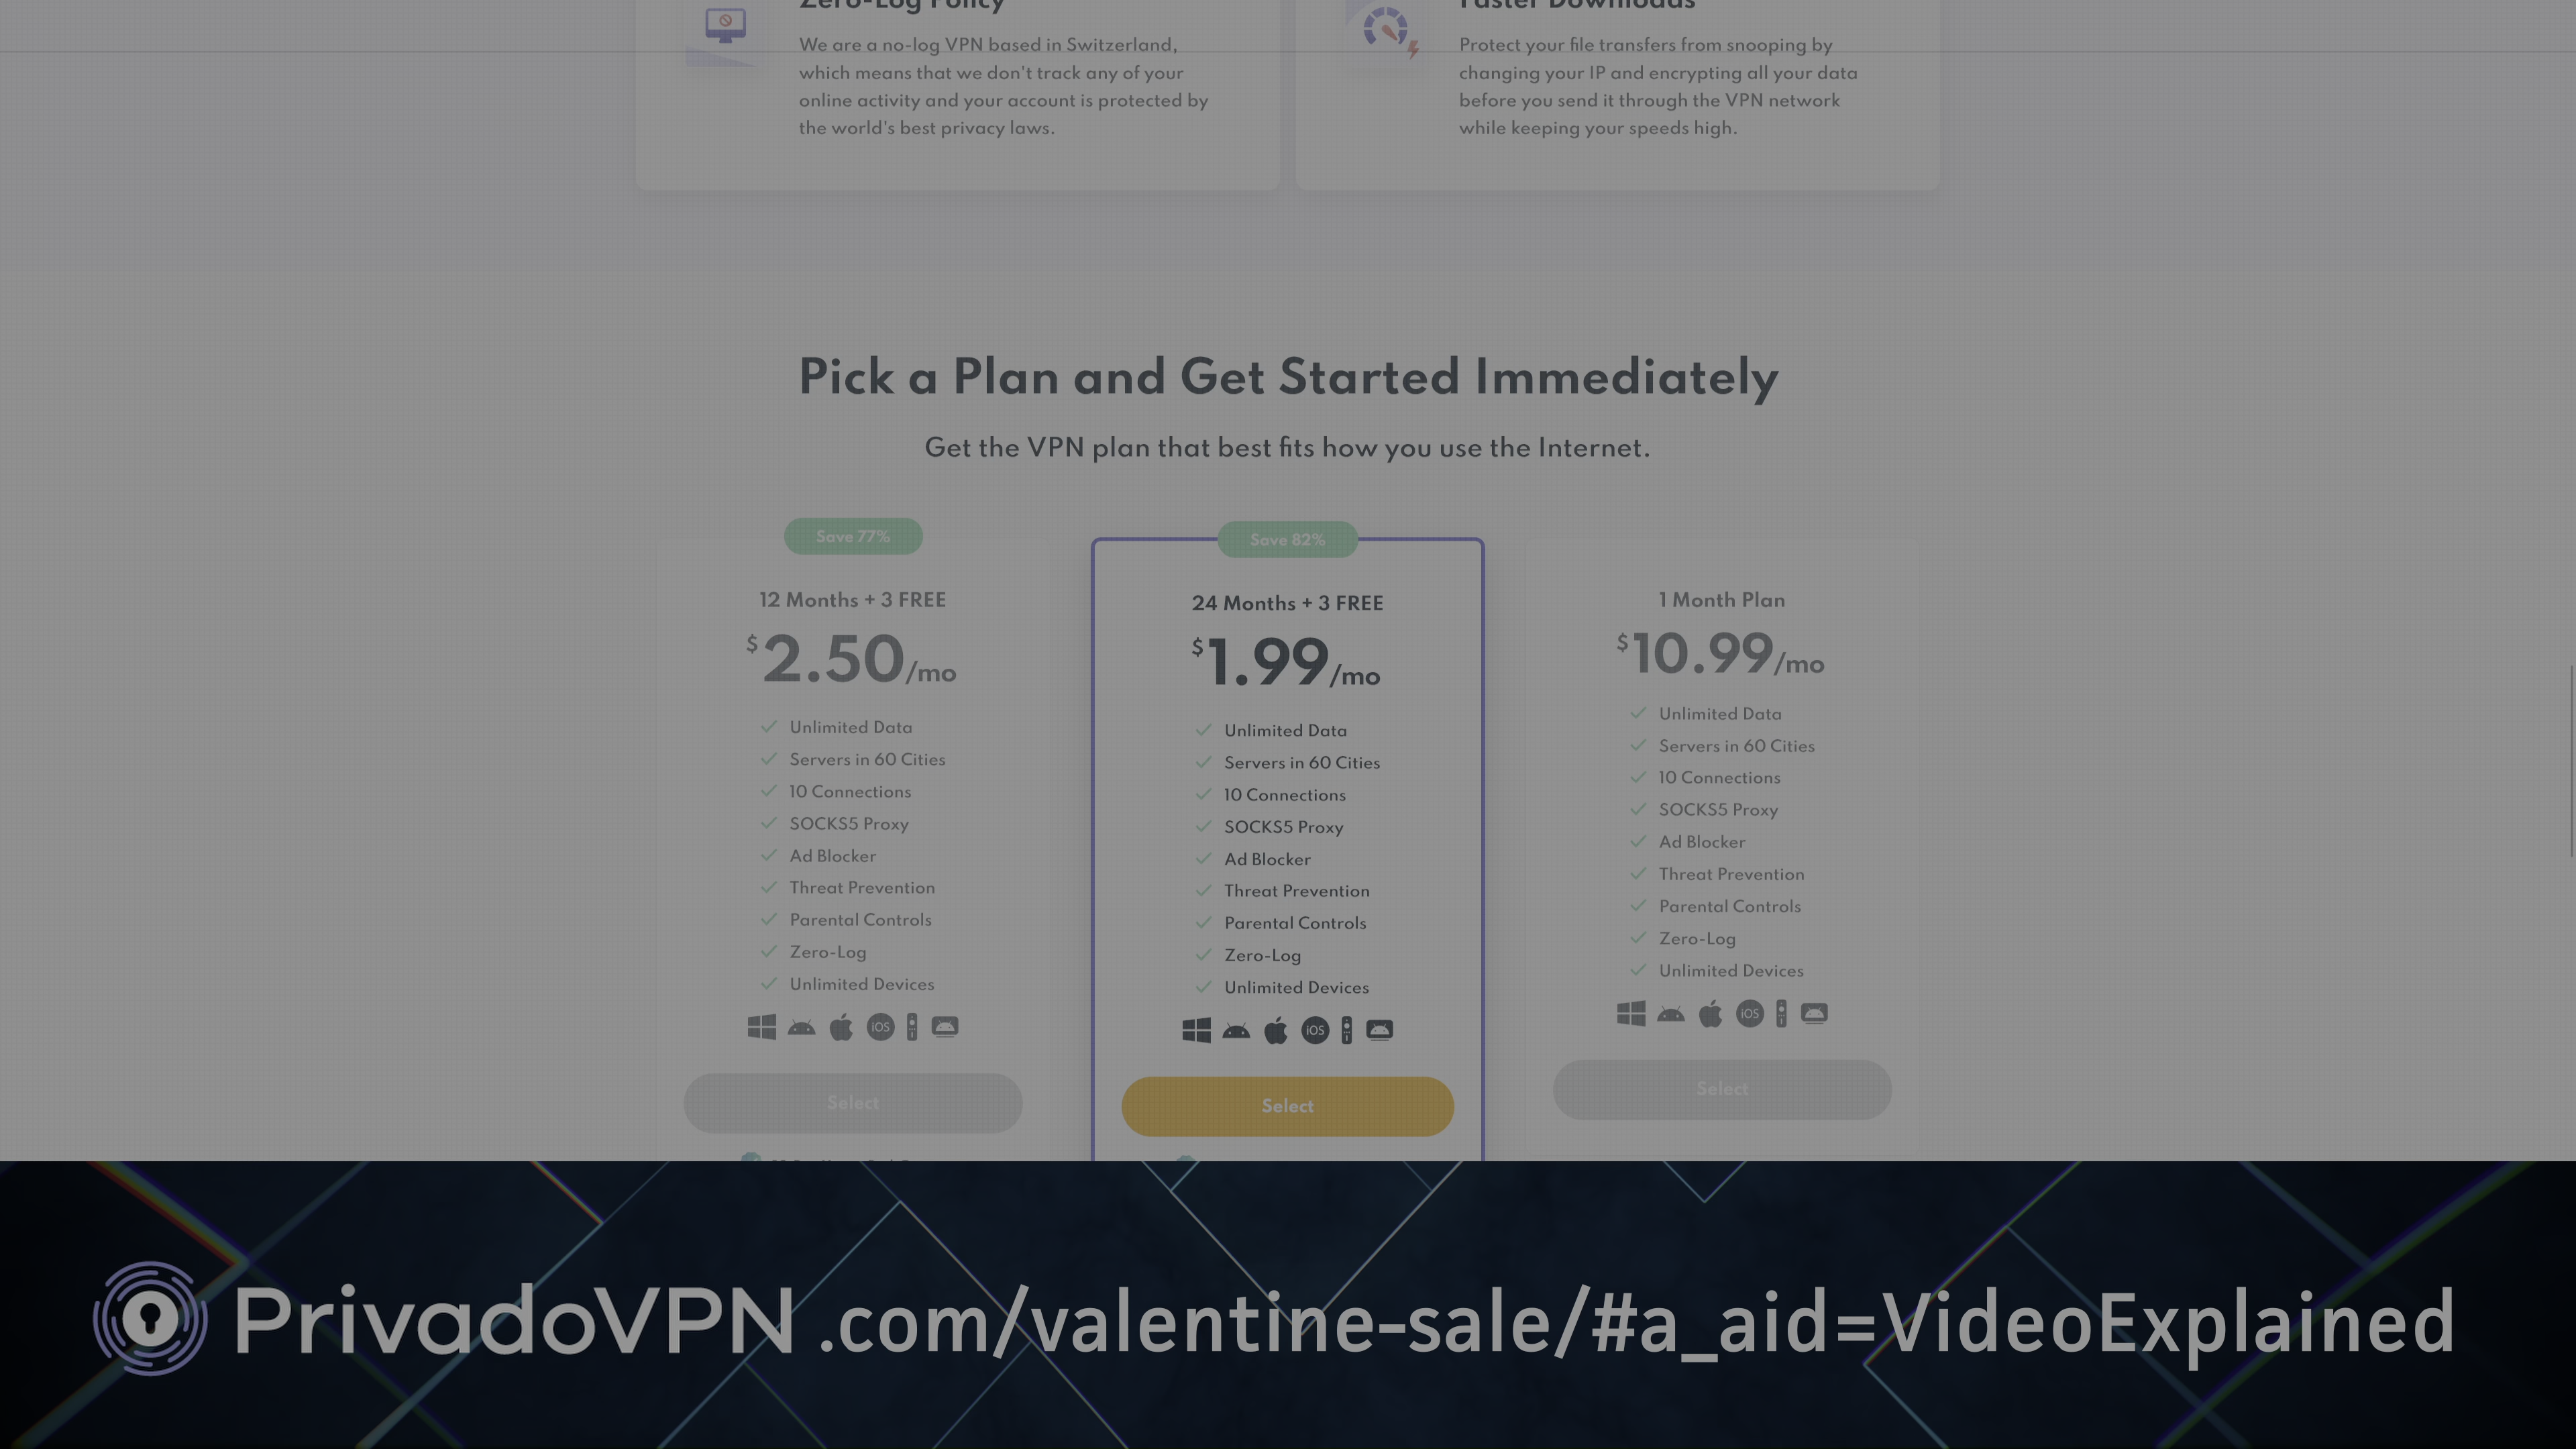 Zero-Log Policy
We are a no-log VPN based in Switzerland,
which means that we don't track any of your
online activity and your account is protected by
the world's best privacy laws.
Faster Downloads
Protect your file transfers from snooping by
changing your IP and encrypting all your data
before you send it through the VPN network
while keeping your speeds high.
Pick a Plan and Get Started Immediately
Get the VPN plan that best fits how you use the Internet.
Save 77%
12 Months + 3 FREE
$2.50/mo
Unlimited Data
Servers in 60 Cities
10 Connections
SOCKS5 Proxy
Ad Blocker
Threat Prevention
Parental Controls
Zero-Log
Unlimited Devices
iOS
Select
Save 82%
24 Months + 3 FREE
$1.99/mo
Unlimited Data
Servers in 60 Cities
10 Connections
SOCKS5 Proxy
Ad Blocker
Threat Prevention
Parental Controls
Zero-Log
Unlimited Devices
iOS
Select
1 Month Plan
$10.99/mo
Unlimited Data
Servers in 60 Cities
10 Connections
SOCKS5 Proxy
Ad Blocker
Threat Prevention
Parental Controls
Zero-Log
Unlimited Devices
iOS
Select
PrivadoVPN .com/valentine-sale/#a_aid=VideoExplained